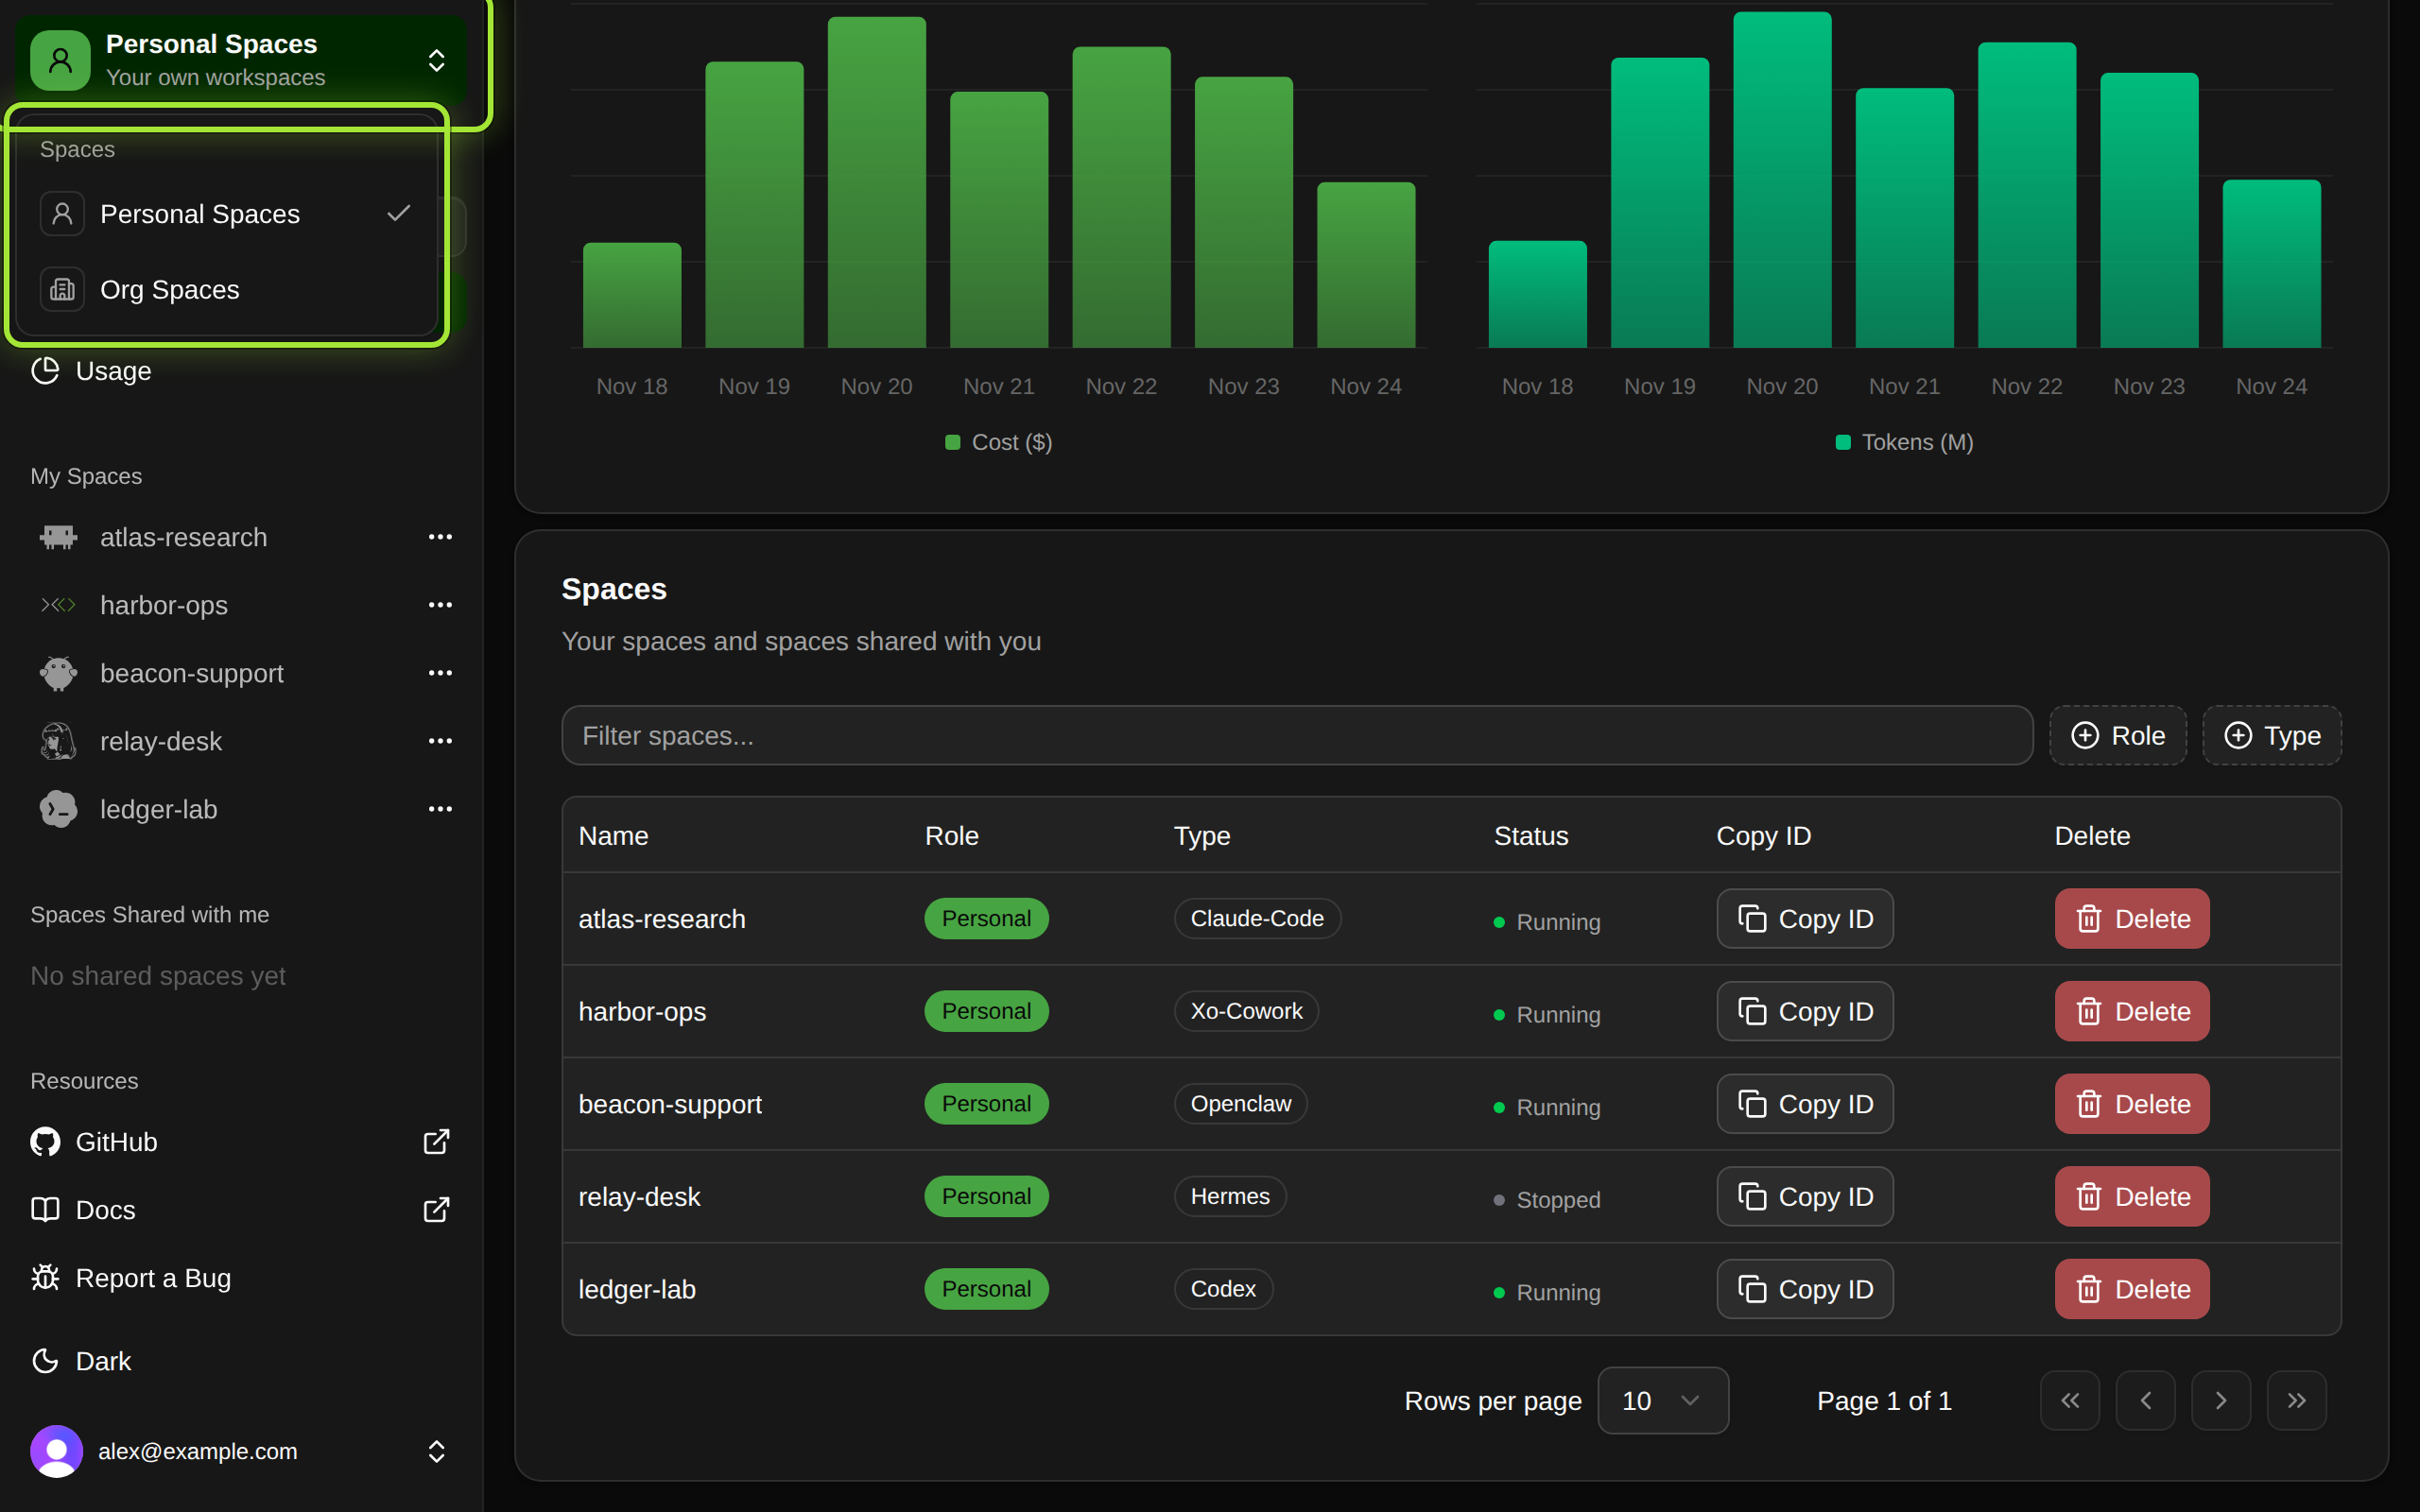 Personal Spaces
Your own workspaces
Spaces
Personal Spaces
Org Spaces
Usage
My Spaces
atlas-research
harbor-ops
beacon-support
relay-desk
ledger-lab
Spaces Shared with me
No shared spaces yet
Resources
GitHub
Docs
Report a Bug
Dark
alex@example.com
Nov 18 Nov 19 Nov 20 Nov 21 Nov 22 Nov 23 Nov 24
Cost ($)
Nov 18 Nov 19 Nov 20 Nov 21 Nov 22 Nov 23 Nov 24
Tokens (M)
Spaces
Your spaces and spaces shared with you
Filter spaces... Role Type
Name Role Type Status Copy ID Delete
atlas-research Personal Claude-Code Running Copy ID Delete
harbor-ops Personal Xo-Cowork Running Copy ID Delete
beacon-support Personal Openclaw Running Copy ID Delete
relay-desk Personal Hermes Stopped Copy ID Delete
ledger-lab Personal Codex Running Copy ID Delete
Rows per page 10 Page 1 of 1